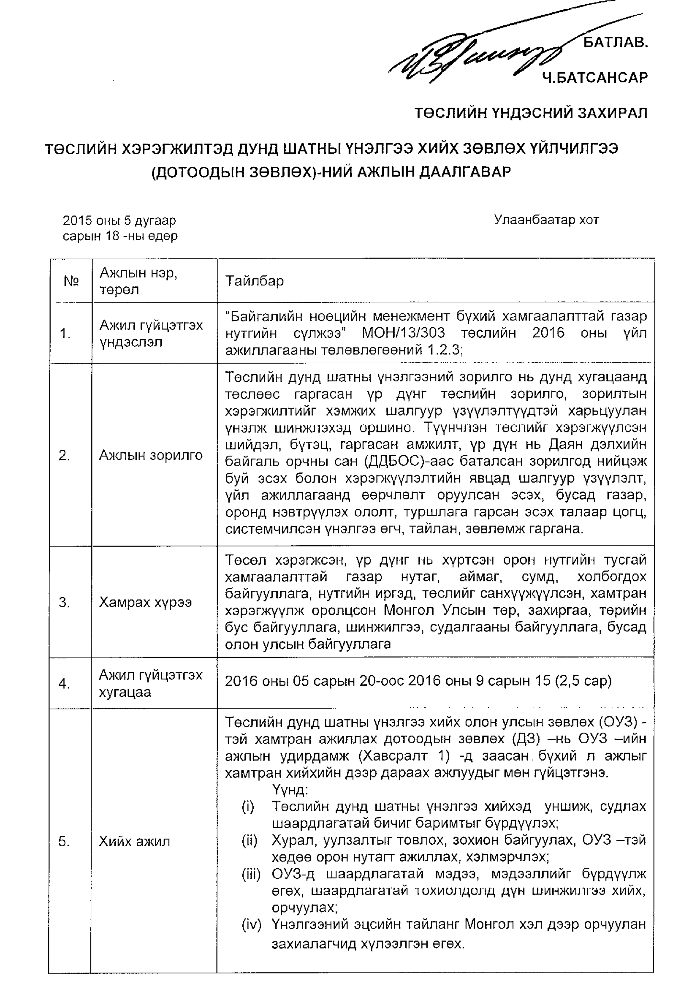 БАТЛАВ.
Ч.БАТСАНСАР
ТӨСЛИЙН ҮНДЭСНИЙ ЗАХИРАЛ
ТӨСЛИЙН ХЭРЭГЖИЛТЭД ДУНД ШАТНЫ ҮНЭЛГЭЭ ХИЙХ ЗӨВЛӨХ ҮЙЛЧИЛГЭЭ
(ДОТООДЫН ЗӨВЛӨХ)-НИЙ АЖЛЫН ДААЛГАВАР
2015 оны 5 дугаар
сарын 18 -ны өдөр
Улаанбаатар хот
№
Ажлын нэр,
төрөл
Тайлбар
1.
Ажил гүйцэтгэх
үндэслэл
“Байгалийн нөөцийн менежмент бүхий хамгаалалттай газар
нутгийн сүлжээ” МОН/13/303 төслийн 2016 оны үйл
ажиллагааны төлөвлөгөөний 1.2.3;
2.
Ажлын зорилго
Төслийн дунд шатны үнэлгээний зорилго нь дунд хугацаанд
төслөөс гаргасан үр дүнг төслийн зорилго, зорилтын
хэрэгжилтийг хэмжих шалгуур үзүүлэлтүүдтэй харьцуулан
үнэлж шинжлэхэд оршино. Түүнчлэн төслийг хэрэгжүүлсэн
шийдэл, бүтэц, гаргасан амжилт, үр дүн нь Даян дэлхийн
байгаль орчны сан (ДДБОС)-аас баталсан зорилгод нийцэж
буй эсэх болон хэрэгжүүлэлтийн явцад шалгуур үзүүлэлт,
үйл ажиллагаанд өөрчлөлт оруулсан эсэх, бусад газар,
оронд нэвтрүүлэх ололт, туршлага гарсан эсэх талаар цогц,
системчилсэн үнэлгээ өгч, тайлан, зөвлөмж гаргана.
3.
Хамрах хүрээ
Төсөл хэрэгжсэн, үр дүнг нь хүртсэн орон нутгийн тусгай
хамгаалалттай газар нутаг, аймаг, сумд, холбогдох
байгууллага, нутгийн иргэд, төслийг санхүүжүүлсэн, хамтран
хэрэгжүүлж оролцсон Монгол Улсын төр, захиргаа, төрийн
бус байгууллага, шинжилгээ, судалгааны байгууллага, бусад
олон улсын байгууллага
4.
Ажил гүйцэтгэх
хугацаа
2016 оны 05 сарын 20-оос 2016 оны 9 сарын 15 (2,5 сар)
5.
Хийх ажил
Төслийн дунд шатны үнэлгээ хийх олон улсын зөвлөх (ОУЗ) -
тэй хамтран ажиллах дотоодын зөвлөх (ДЗ) –нь ОУЗ –ийн
ажлын удирдамж (Хавсралт 1) -д заасан бүхий л ажлыг
хамтран хийхийн дээр дараах ажлуудыг мөн гүйцэтгэнэ.
Үүнд:
(i) Төслийн дунд шатны үнэлгээ хийхэд уншиж, судлах
шаардлагатай бичиг баримтыг бүрдүүлэх;
(ii) Хурал, уулзалтыг товлох, зохион байгуулах, ОУЗ –тэй
хөдөө орон нутагт ажиллах, хэлмэрчлэх;
(iii) ОУЗ-д шаардлагатай мэдээ, мэдээллийг бүрдүүлж
өгөх, шаардлагатай тохиолдолд дүн шинжилгээ хийх,
орчуулах;
(iv) Үнэлгээний эцсийн тайланг Монгол хэл дээр орчуулан
захиалагчид хүлээлгэн өгөх.